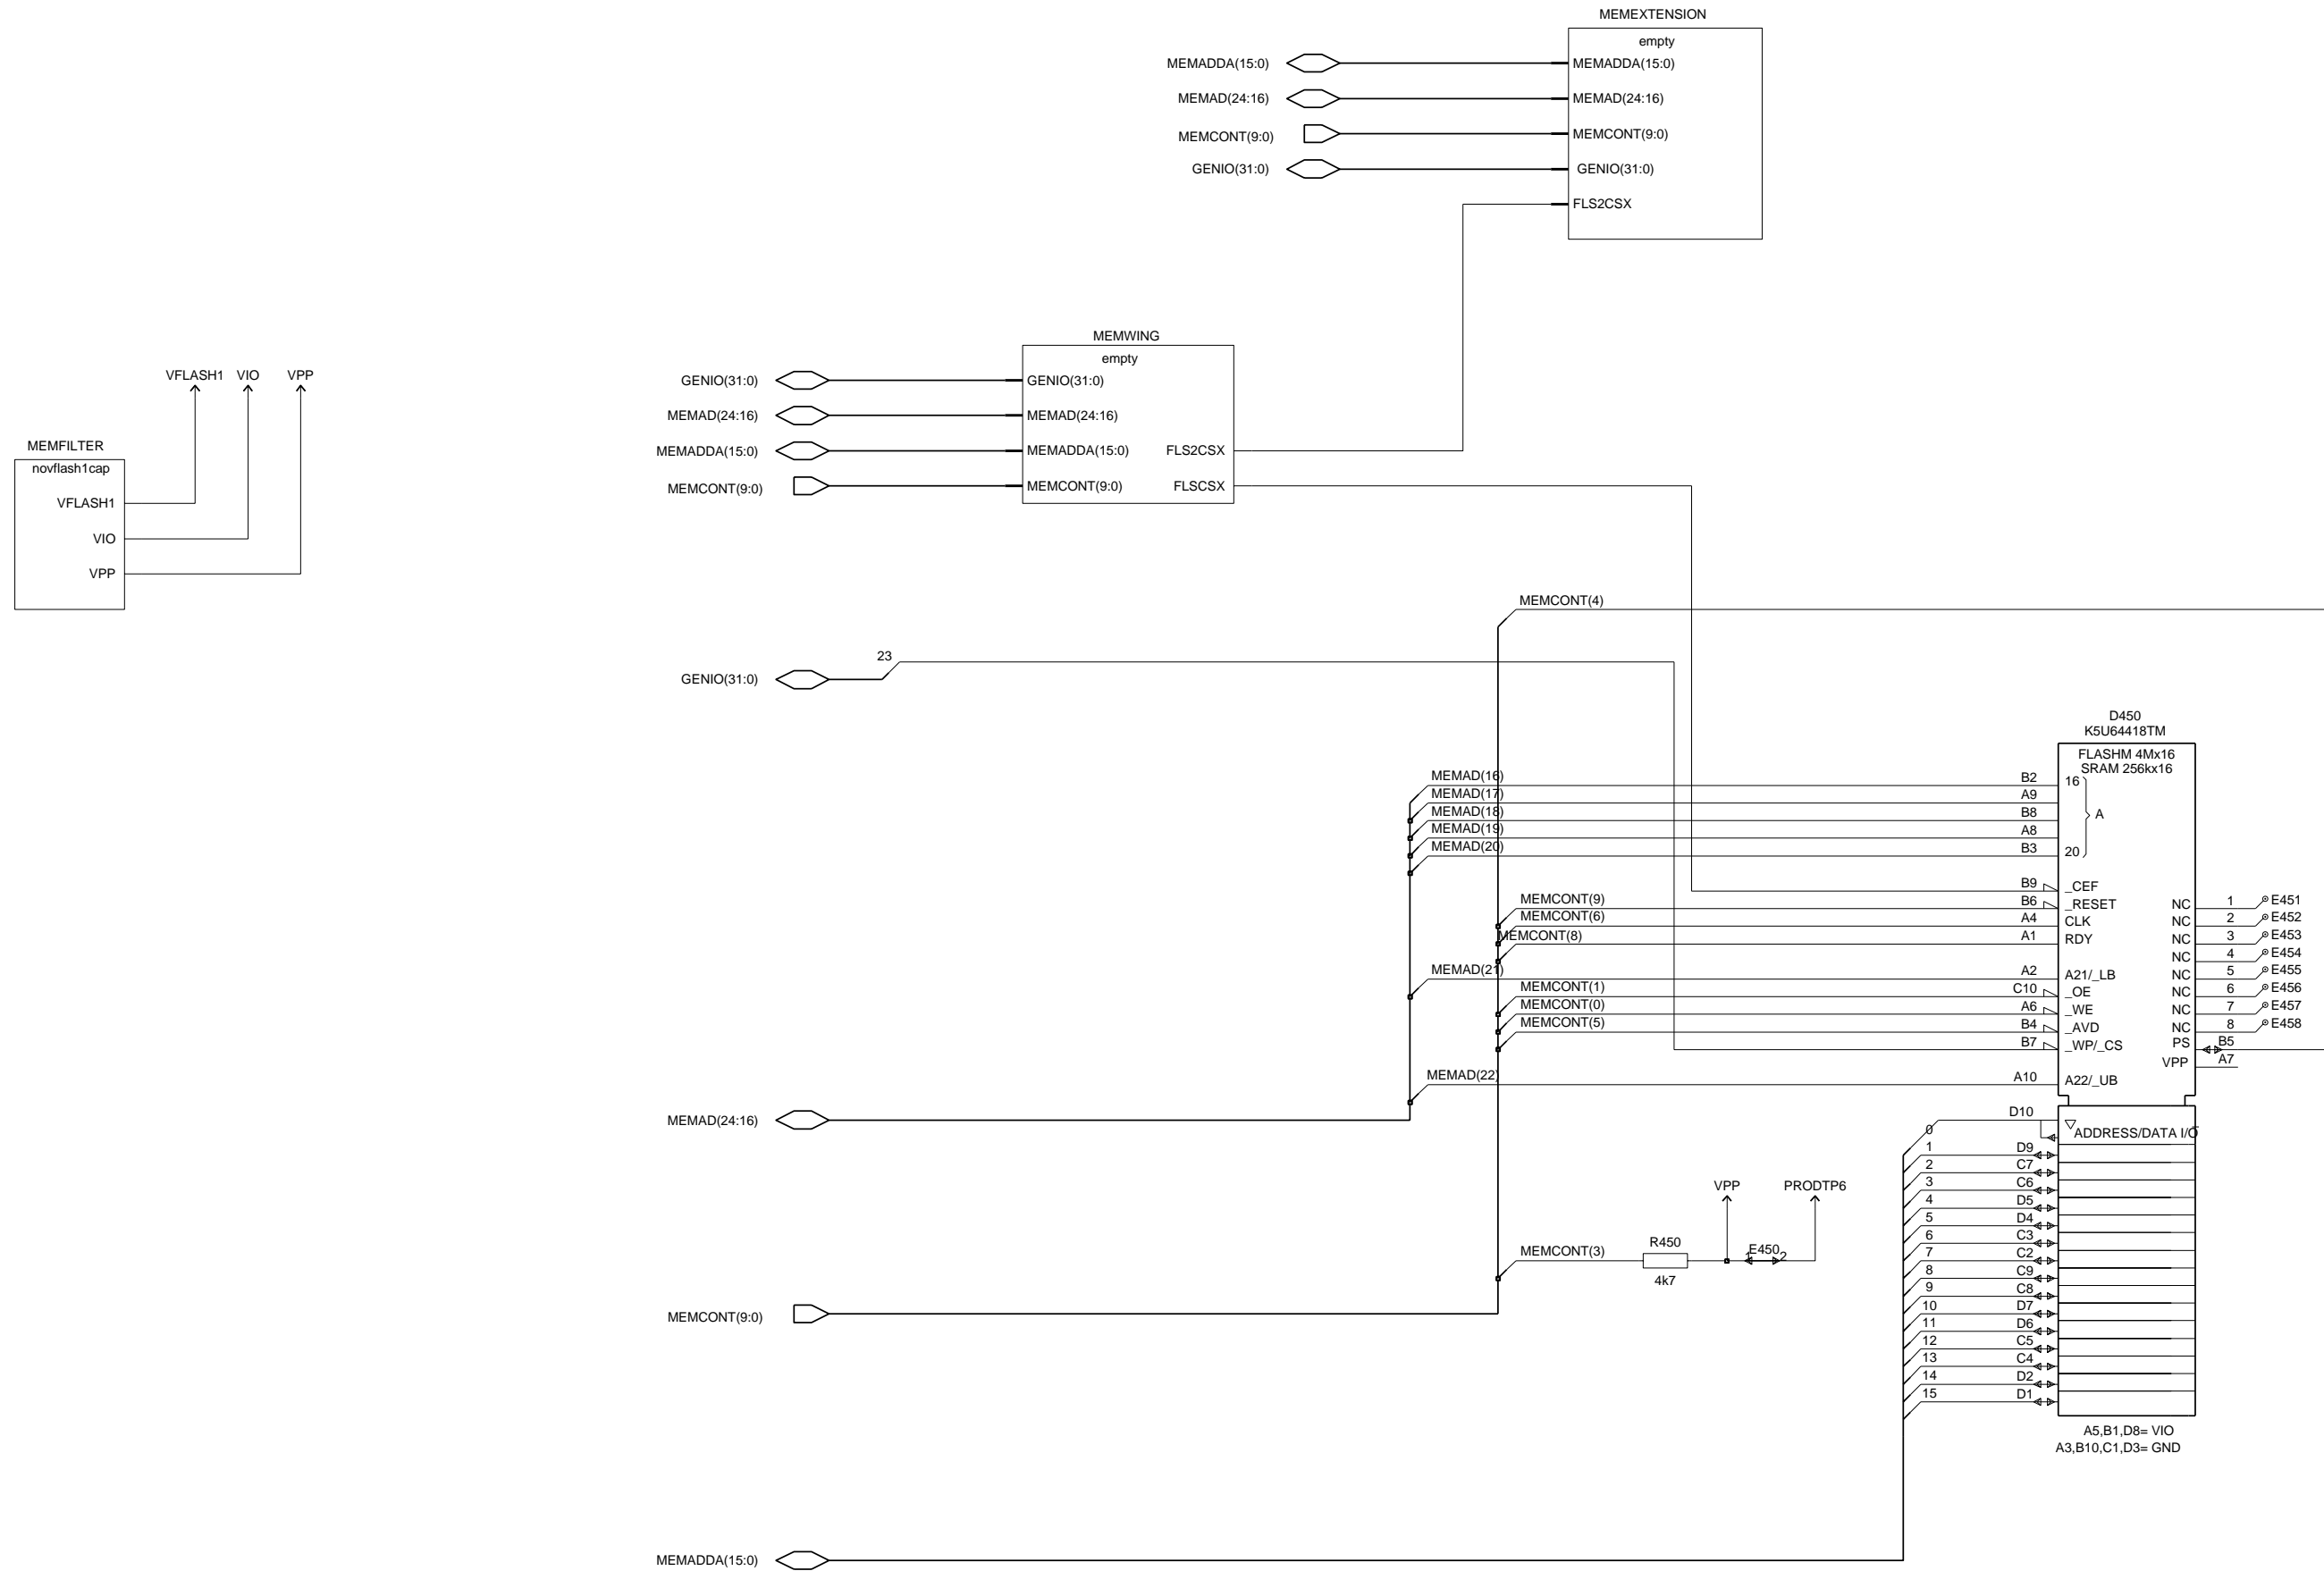 MEMEXTENSION
empty
MEMADDA(15:0)
MEMADDA(15:0)
MEMAD(24:16)
MEMAD(24:16)
MEMCONT(9:0)
MEMCONT(9:0)
GENIO(31:0)
GENIO(31:0)
FLS2CSX
MEMWING
empty
GENIO(31:0)
GENIO(31:0)
MEMAD(24:16)
MEMAD(24:16)
MEMADDA(15:0)
MEMADDA(15:0)
FLS2CSX
MEMCONT(9:0)
MEMCONT(9:0)
FLSCSX
VFLASH1 VIO VPP
MEMFILTER
novflash1cap
VFLASH1
VIO
VPP
MEMCONT(4)
23
GENIO(31:0)
D450
K5U64418TM
FLASHM 4Mx16
SRAM 256kx16
MEMAD(16) B2 16
MEMAD(17) A9
MEMAD(18) B8 A
MEMAD(19) A8
MEMAD(20) B3 20
B9 _CEF
MEMCONT(9) B6 _RESET NC 1 E451
MEMCONT(6) A4 CLK NC 2 E452
MEMCONT(8) A1 RDY NC 3 E453
NC 4 E454
MEMAD(21) A2 A21/_LB NC 5 E455
MEMCONT(1) C10 _OE NC 6 E456
MEMCONT(0) A6 _WE NC 7 E457
MEMCONT(5) B4 _AVD NC 8 E458
B7 _WP/_CS PS B5
VPP A7
MEMAD(22) A10 A22/_UB
MEMAD(24:16)
0 D10 ADDRESS/DATA I/O
1 D9
2 C7
3 C6
4 D5
5 D4
6 C3
7 C2
8 C9
9 C8
10 D7
11 D6
12 C5
13 C4
14 D2
15 D1
VPP PRODTP6
MEMCONT(3) R450 1 E450 2
4k7
MEMCONT(9:0)
A5,B1,D8= VIO
A3,B10,C1,D3= GND
MEMADDA(15:0)